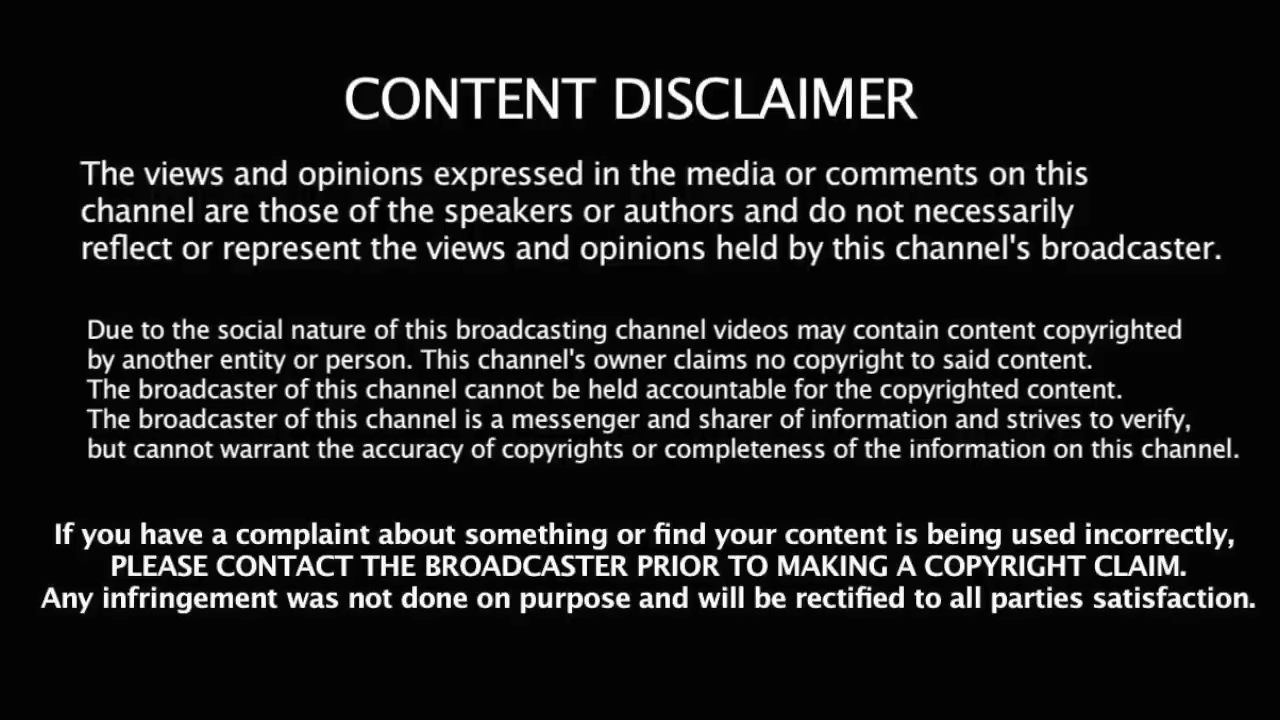 CONTENT DISCLAIMER
The views and opinions expressed in the media or comments on this
channel are those of the speakers or authors and do not necessarily
reflect or represent the views and opinions held by this channel's broadcaster.
Due to the social nature of this broadcasting channel videos may contain content copyrighted
by another entity or person. This channel's owner claims no copyright to said content.
The broadcaster of this channel cannot be held accountable for the copyrighted content.
The broadcaster of this channel is a messenger and sharer of information and strives to verify,
but cannot warrant the accuracy of copyrights or completeness of the information on this channel.
If you have a complaint about something or find your content is being used incorrectly,
PLEASE CONTACT THE BROADCASTER PRIOR TO MAKING A COPYRIGHT CLAIM.
Any infringement was not done on purpose and will be rectified to all parties satisfaction.